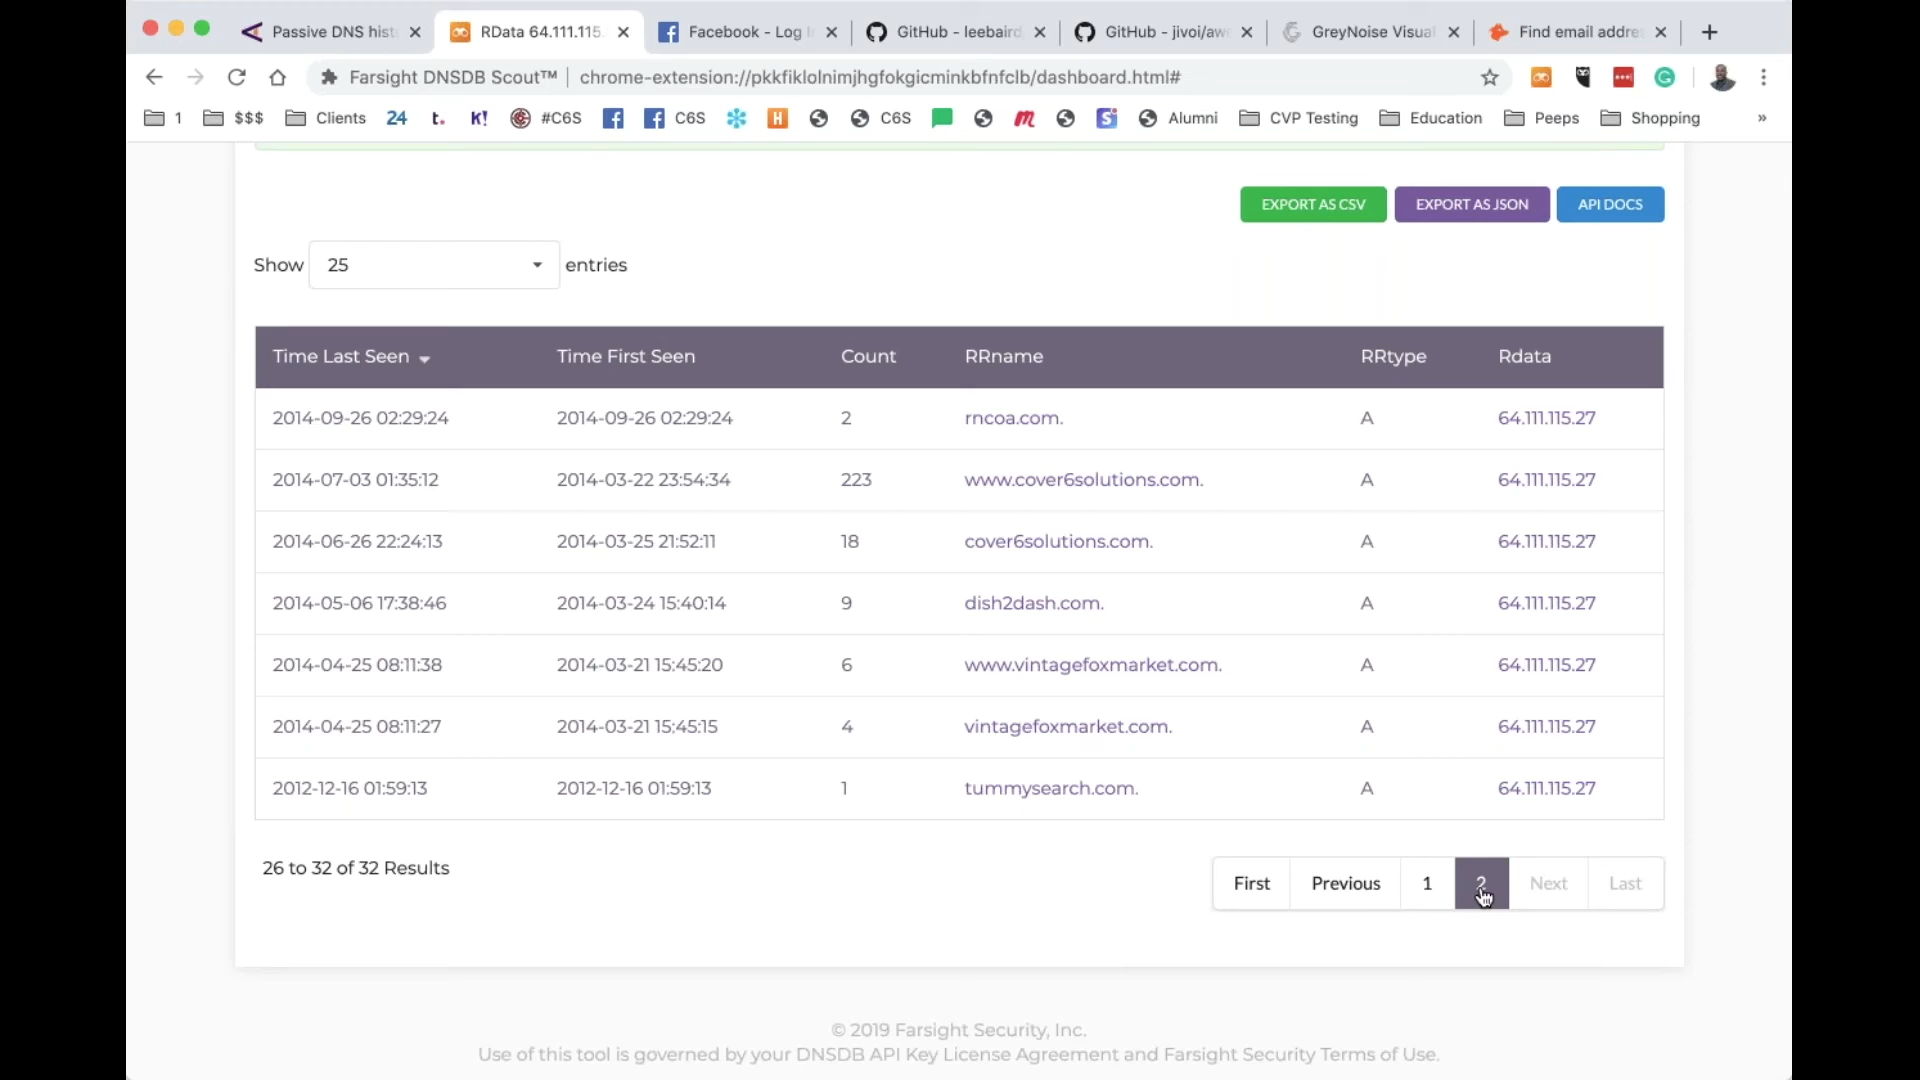 Passive DNS hist
RData 64.111.115.
Facebook - Log I
GitHub - leebaird
GitHub - jivoi/aw
GreyNoise Visual
Find email addre
Farsight DNSDB Scout™ chrome-extension://pkkfiklolnimjhgfokgicminkbfnfclb/dashboard.html#
1 $$$ Clients 24 t. K! #C6S C6S H C6S m S Alumni CVP Testing Education Peeps Shopping »
EXPORT AS CSV EXPORT AS JSON API DOCS
Show 25 entries
Time Last Seen Time First Seen Count RRname RRtype Rdata
2014-09-26 02:29:24 2014-09-26 02:29:24 2 rncoa.com. A 64.111.115.27
2014-07-03 01:35:12 2014-03-22 23:54:34 223 www.cover6solutions.com. A 64.111.115.27
2014-06-26 22:24:13 2014-03-25 21:52:11 18 cover6solutions.com. A 64.111.115.27
2014-05-06 17:38:46 2014-03-24 15:40:14 9 dish2dash.com. A 64.111.115.27
2014-04-25 08:11:38 2014-03-21 15:45:20 6 www.vintagefoxmarket.com. A 64.111.115.27
2014-04-25 08:11:27 2014-03-21 15:45:15 4 vintagefoxmarket.com. A 64.111.115.27
2012-12-16 01:59:13 2012-12-16 01:59:13 1 tummysearch.com. A 64.111.115.27
26 to 32 of 32 Results
First Previous 1 2 Next Last
© 2019 Farsight Security, Inc.
Use of this tool is governed by your DNSDB API Key License Agreement and Farsight Security Terms of Use.